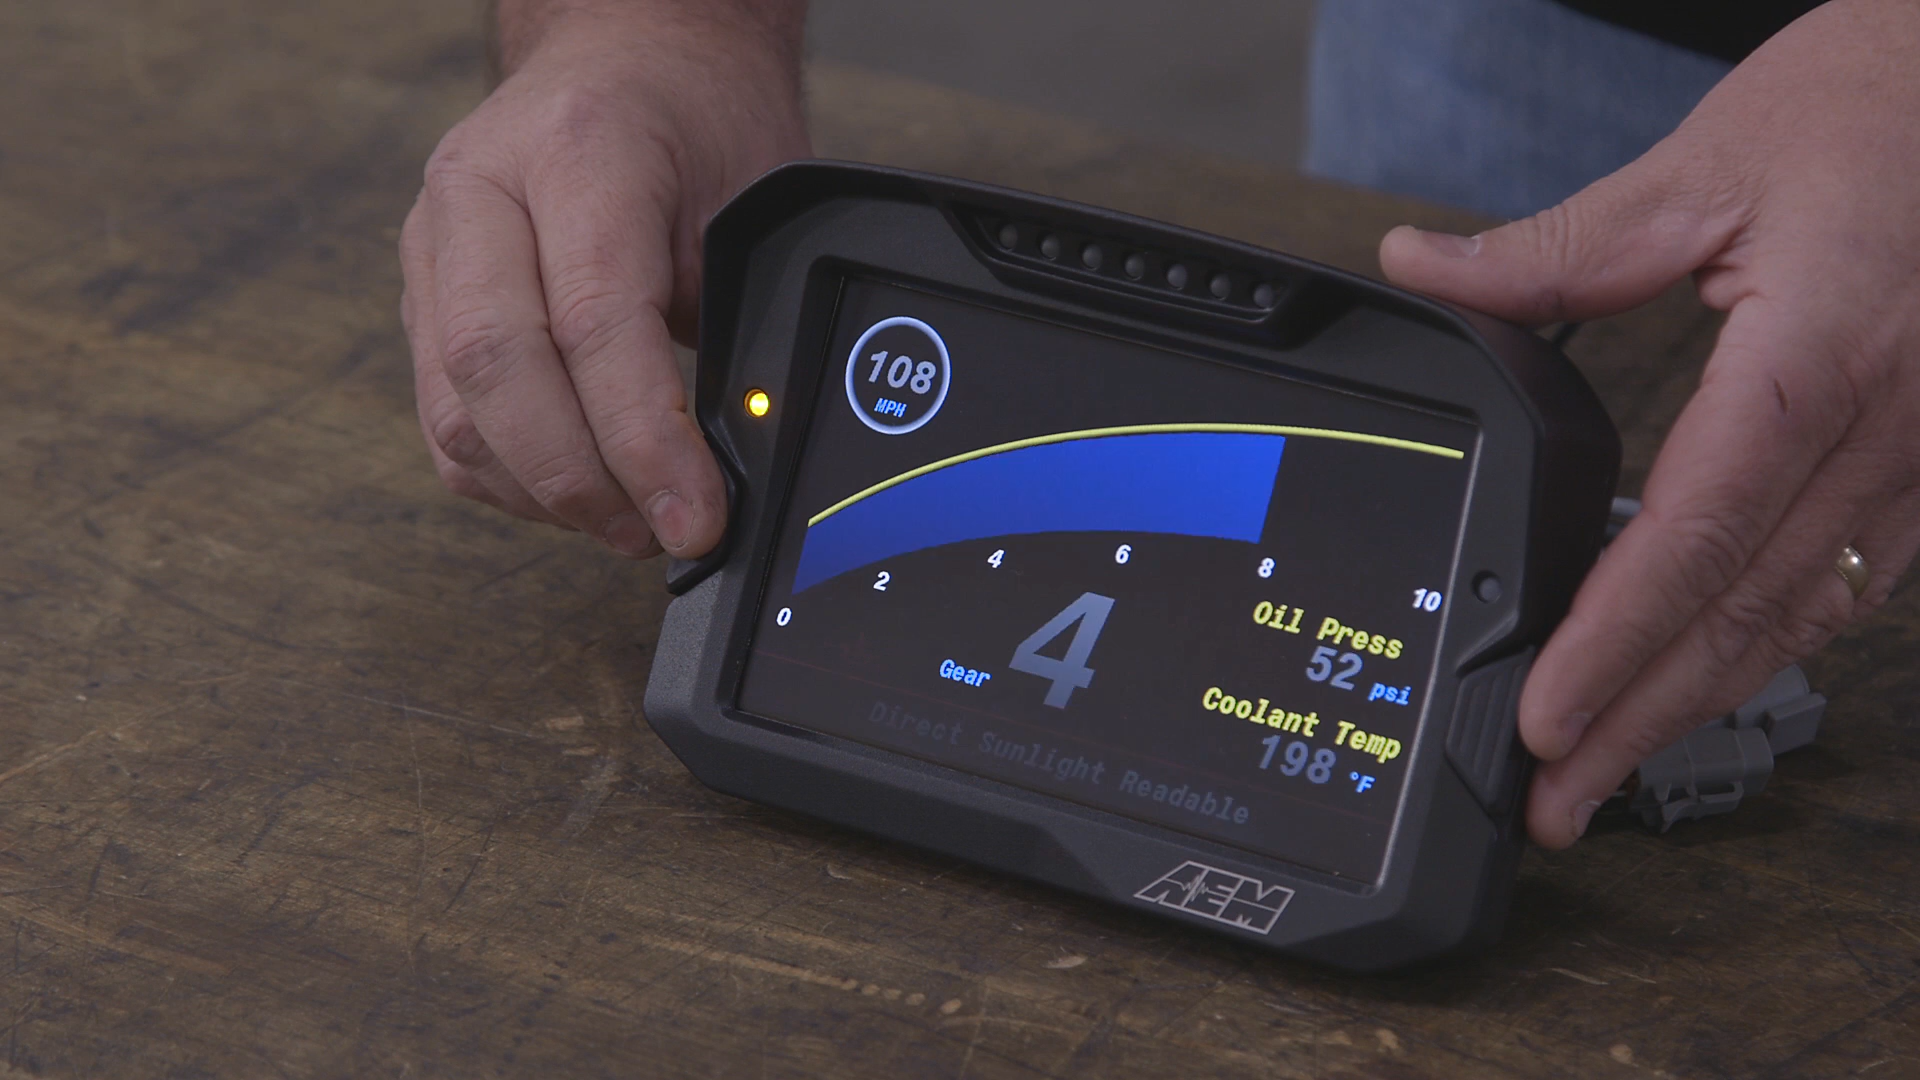 108
MPH
0 2 4 6 8 10
Gear 4
Oil Press
52 psi
Coolant Temp
198 °F
Direct Sunlight Readable
AEM